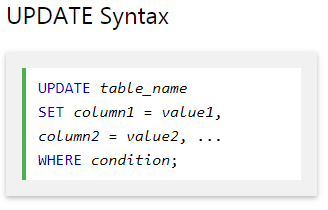 UPDATE Syntax
UPDATE table_name
SET column1 = value1,
column2 = value2, ...
WHERE condition;